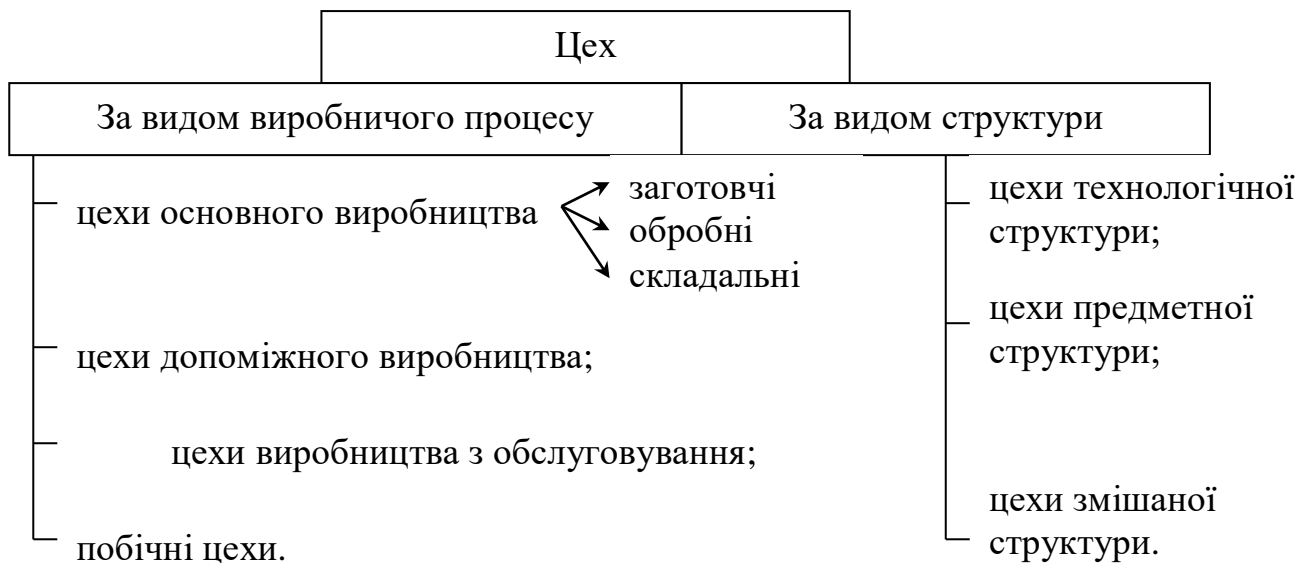 Цех
За видом виробничого процесу
За видом структури
цехи основного виробництва
заготовчі
обробні
складальні
цехи допоміжного виробництва;
цехи виробництва з обслуговування;
побічні цехи.
цехи технологічної
структури;
цехи предметної
структури;
цехи змішаної
структури.